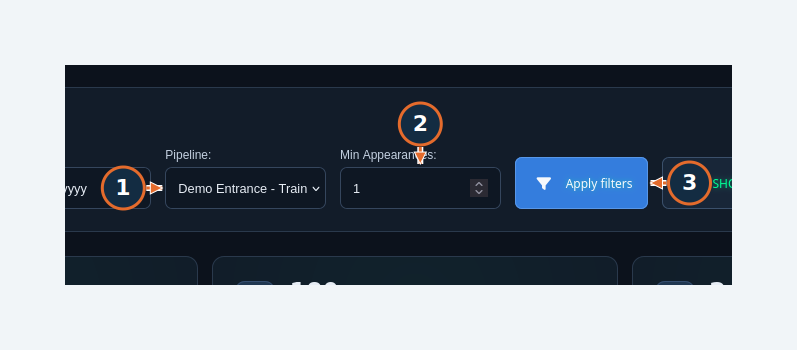 2
Pipeline: Min Appearances:
yyyy 1 Demo Entrance - Train 1 Apply filters 3